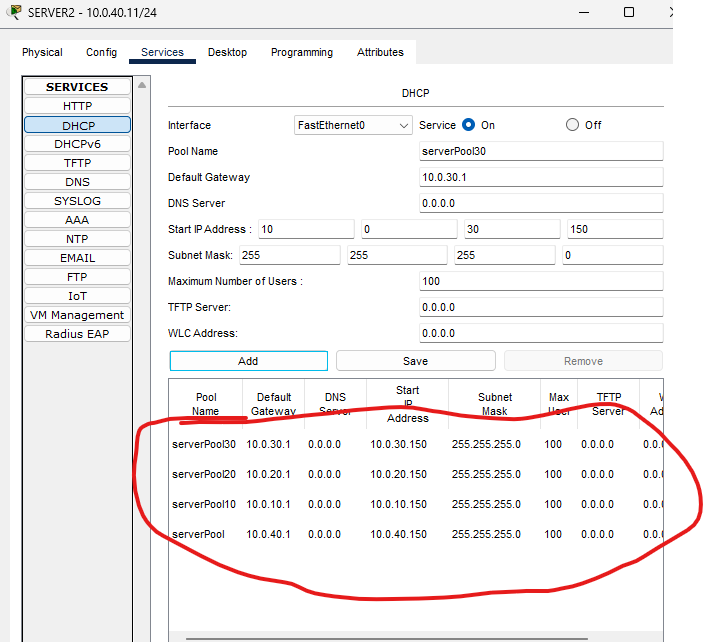 SERVER2 - 10.0.40.11/24
Physical Config Services Desktop Programming Attributes
SERVICES
HTTP
DHCP
DHCPv6
TFTP
DNS
SYSLOG
AAA
NTP
EMAIL
FTP
IoT
VM Management
Radius EAP
DHCP
Interface FastEthernet0 Service On Off
Pool Name serverPool30
Default Gateway 10.0.30.1
DNS Server 0.0.0.0
Start IP Address : 10 0 30 150
Subnet Mask: 255 255 255 0
Maximum Number of Users : 100
TFTP Server: 0.0.0.0
WLC Address: 0.0.0.0
Add Save Remove
Pool Name Default Gateway DNS Server Start IP Address Subnet Mask Max User TFTP Server
serverPool30 10.0.30.1 0.0.0.0 10.0.30.150 255.255.255.0 100 0.0.0.0 0.0.
serverPool20 10.0.20.1 0.0.0.0 10.0.20.150 255.255.255.0 100 0.0.0.0 0.0.
serverPool10 10.0.10.1 0.0.0.0 10.0.10.150 255.255.255.0 100 0.0.0.0 0.0.
serverPool 10.0.40.1 0.0.0.0 10.0.40.150 255.255.255.0 100 0.0.0.0 0.0.